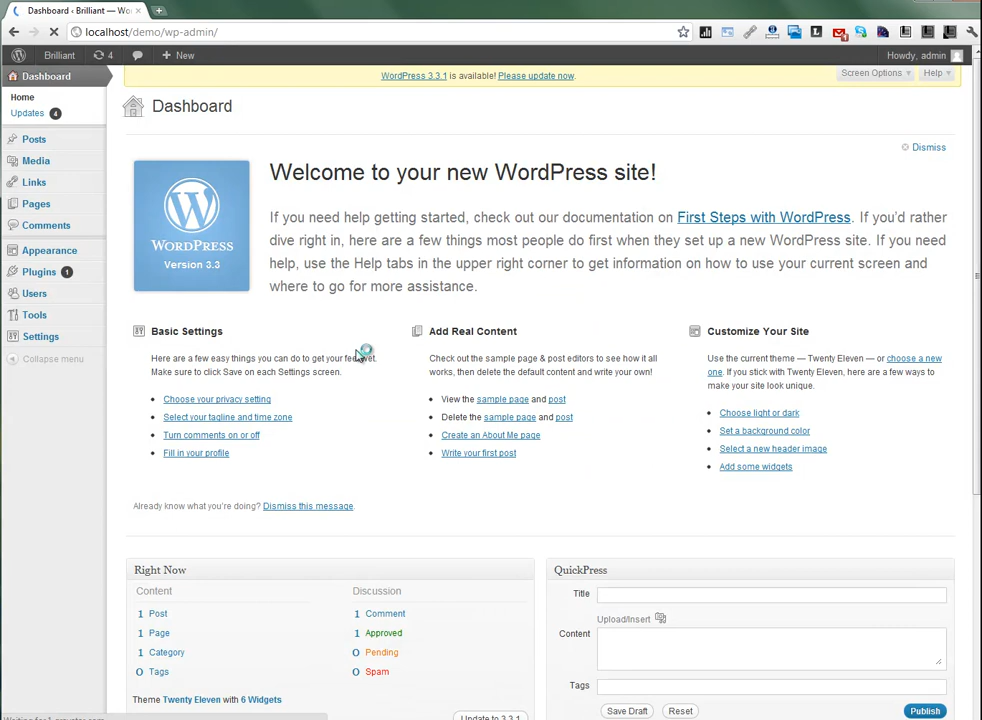 Dashboard ‹ Brilliant — Wo
localhost/demo/wp-admin/
Brilliant 4 New Howdy, admin
Dashboard
WordPress 3.3.1 is available! Please update now.
Screen Options Help
Home
Updates 4
Dashboard
Posts
Media
Links
Pages
Comments
Appearance
Plugins 1
Users
Tools
Settings
Collapse menu
Dismiss
WORDPRESS
Version 3.3
Welcome to your new WordPress site!
If you need help getting started, check out our documentation on First Steps with WordPress. If you'd rather
dive right in, here are a few things most people do first when they set up a new WordPress site. If you need
help, use the Help tabs in the upper right corner to get information on how to use your current screen and
where to go for more assistance.
Basic Settings
Here are a few easy things you can do to get your feet wet.
Make sure to click Save on each Settings screen.
Choose your privacy setting
Select your tagline and time zone
Turn comments on or off
Fill in your profile
Add Real Content
Check out the sample page & post editors to see how it all
works, then delete the default content and write your own!
View the sample page and post
Delete the sample page and post
Create an About Me page
Write your first post
Customize Your Site
Use the current theme — Twenty Eleven — or choose a new
one. If you stick with Twenty Eleven, here are a few ways to
make your site look unique.
Choose light or dark
Set a background color
Select a new header image
Add some widgets
Already know what you're doing? Dismiss this message.
Right Now
Content
1 Post
1 Page
1 Category
0 Tags
Discussion
1 Comment
1 Approved
0 Pending
0 Spam
Theme Twenty Eleven with 6 Widgets
Update to 3.3.1
QuickPress
Title
Upload/Insert
Content
Tags
Save Draft Reset Publish